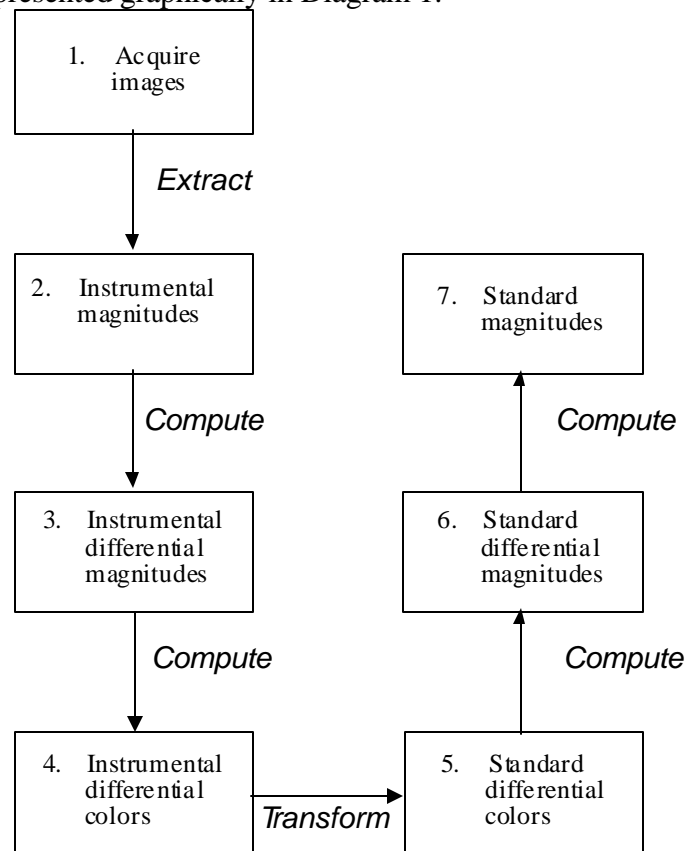 presented graphically in Diagram 1.
1. Acquire
images
Extract
2. Instrumental
magnitudes
Compute
3. Instrumental
differential
magnitudes
Compute
4. Instrumental
differential
colors
Transform
5. Standard
differential
colors
Compute
6. Standard
differential
magnitudes
Compute
7. Standard
magnitudes